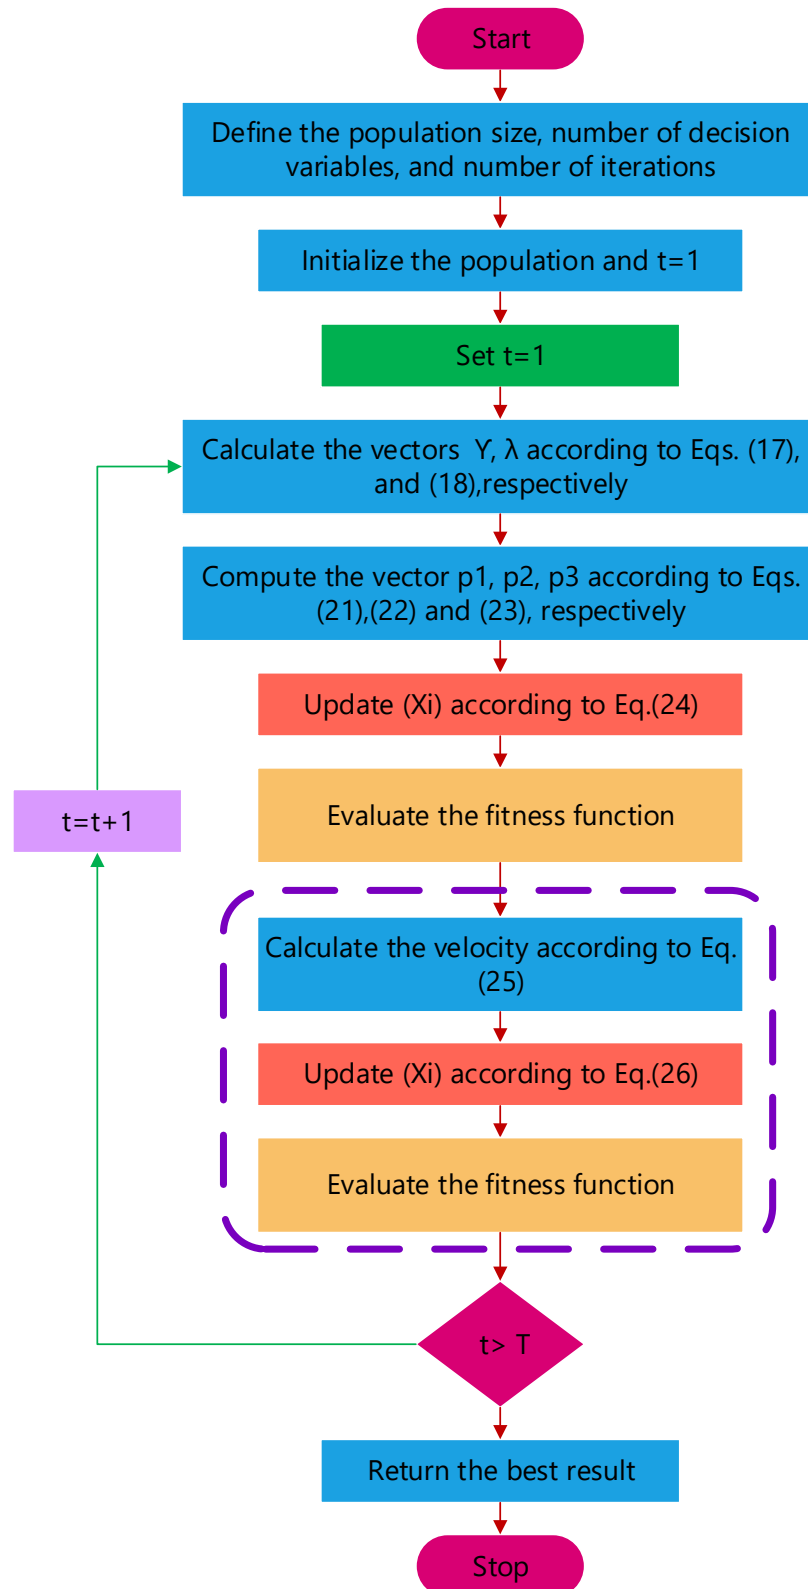 Start
Define the population size, number of decision
variables, and number of iterations
Initialize the population and t=1
Set t=1
Calculate the vectors ϒ, λ according to Eqs. (17),
and (18),respectively
Compute the vector p1, p2, p3 according to Eqs.
(21),(22) and (23), respectively
Update (Xi) according to Eq.(24)
Evaluate the fitness function
t=t+1
Calculate the velocity according to Eq.
(25)
Update (Xi) according to Eq.(26)
Evaluate the fitness function
t> T
Return the best result
Stop